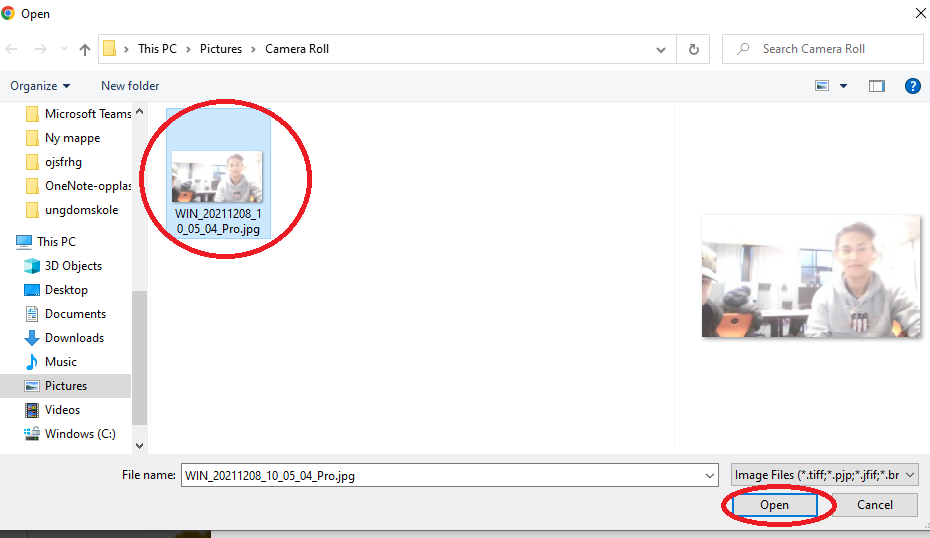 Open
This PC > Pictures > Camera Roll
Search Camera Roll
Organize
New folder
Microsoft Teams
Ny mappe
ojsfrhg
OneNote-opplas
ungdomskole
This PC
3D Objects
Desktop
Documents
Downloads
Music
Pictures
Videos
Windows (C:)
WIN_20211208_1
0_05_04_Pro.jpg
File name:
WIN_20211208_10_05_04_Pro.jpg
Image Files (*.tiff;*.pjp;*.jfif;*.br
Open
Cancel